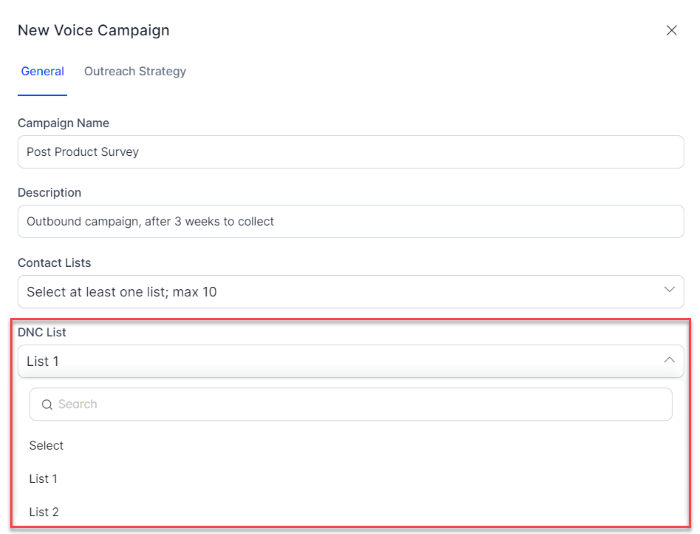 New Voice Campaign
General Outreach Strategy
Campaign Name
Post Product Survey
Description
Outbound campaign, after 3 weeks to collect
Contact Lists
Select at least one list; max 10
DNC List
List 1
Search
Select
List 1
List 2